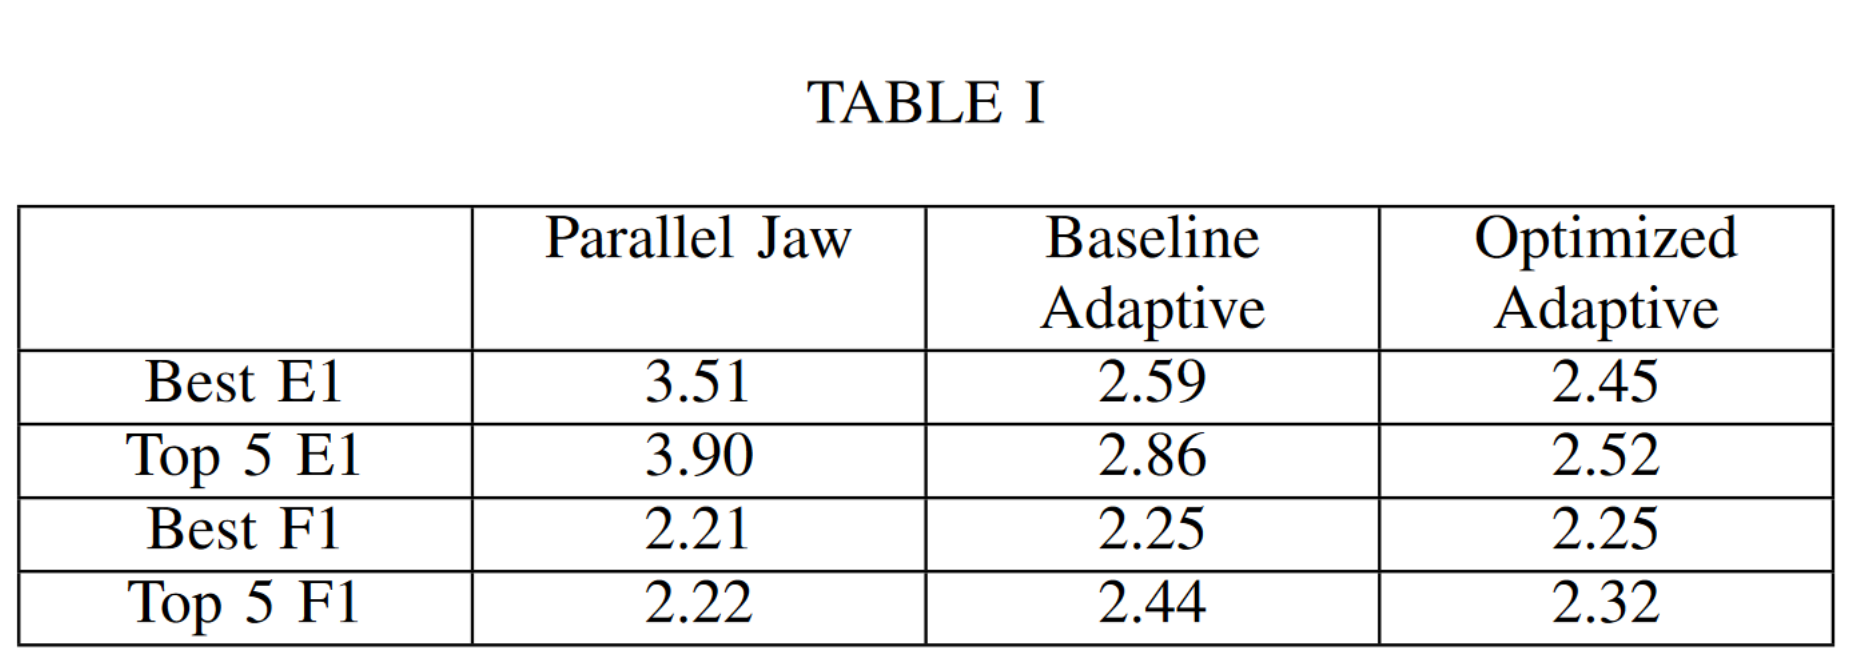 TABLE I
Parallel Jaw Baseline Adaptive Optimized Adaptive
Best E1 3.51 2.59 2.45
Top 5 E1 3.90 2.86 2.52
Best F1 2.21 2.25 2.25
Top 5 F1 2.22 2.44 2.32